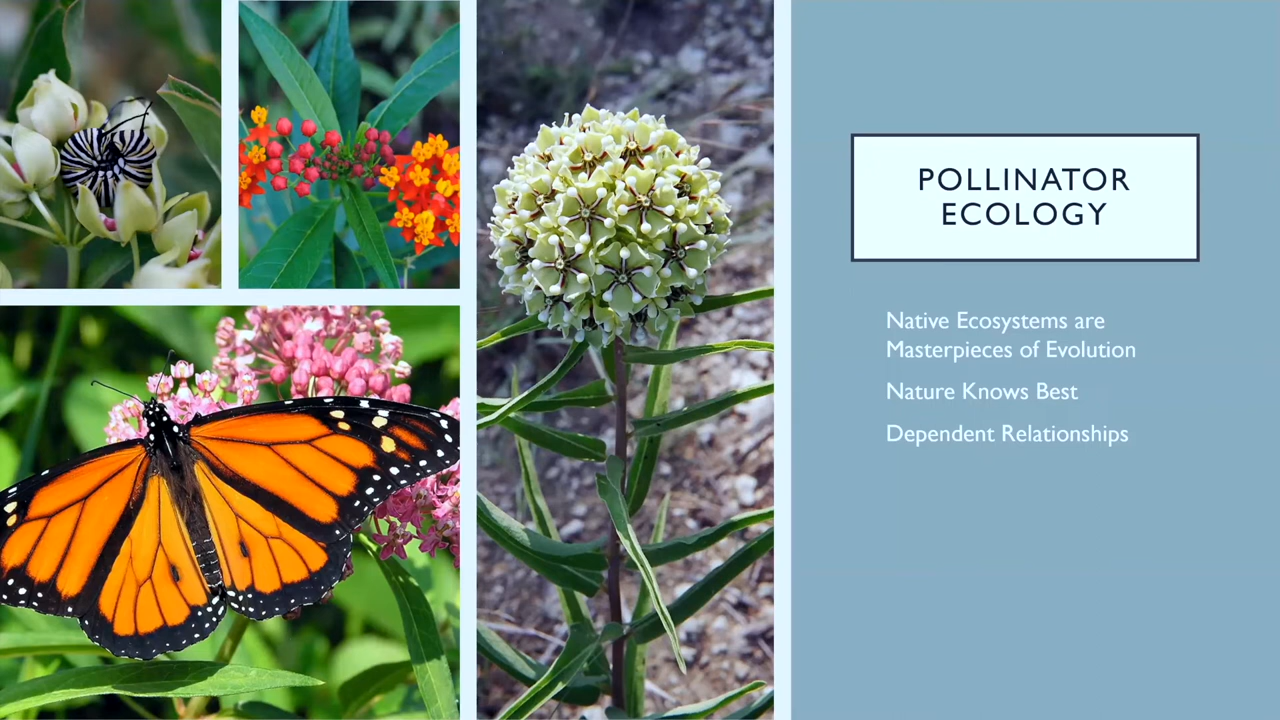 POLLINATOR
ECOLOGY
Native Ecosystems are
Masterpieces of Evolution
Nature Knows Best
Dependent Relationships